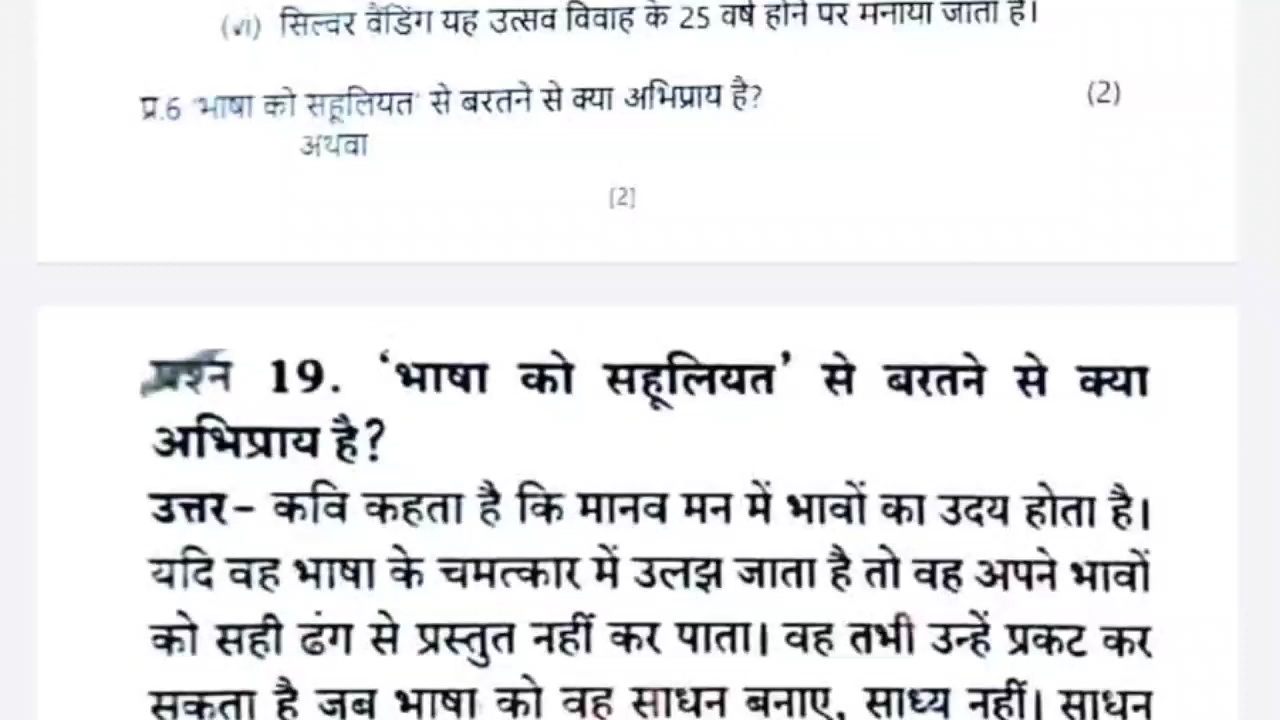 (vi) सिल्वर वैडिंग यह उत्सव विवाह के 25 वर्ष होने पर मनाया जाता है।
प्र.6 'भाषा को सहूलियत' से बरतने से क्या अभिप्राय है? (2)
अथवा
[2]
प्रश्न 19. 'भाषा को सहूलियत' से बरतने से क्या
अभिप्राय है?
उत्तर- कवि कहता है कि मानव मन में भावों का उदय होता है।
यदि वह भाषा के चमत्कार में उलझ जाता है तो वह अपने भावों
को सही ढंग से प्रस्तुत नहीं कर पाता। वह तभी उन्हें प्रकट कर
सकता है जब भाषा को वह साधन बनाए, साध्य नहीं। साधन